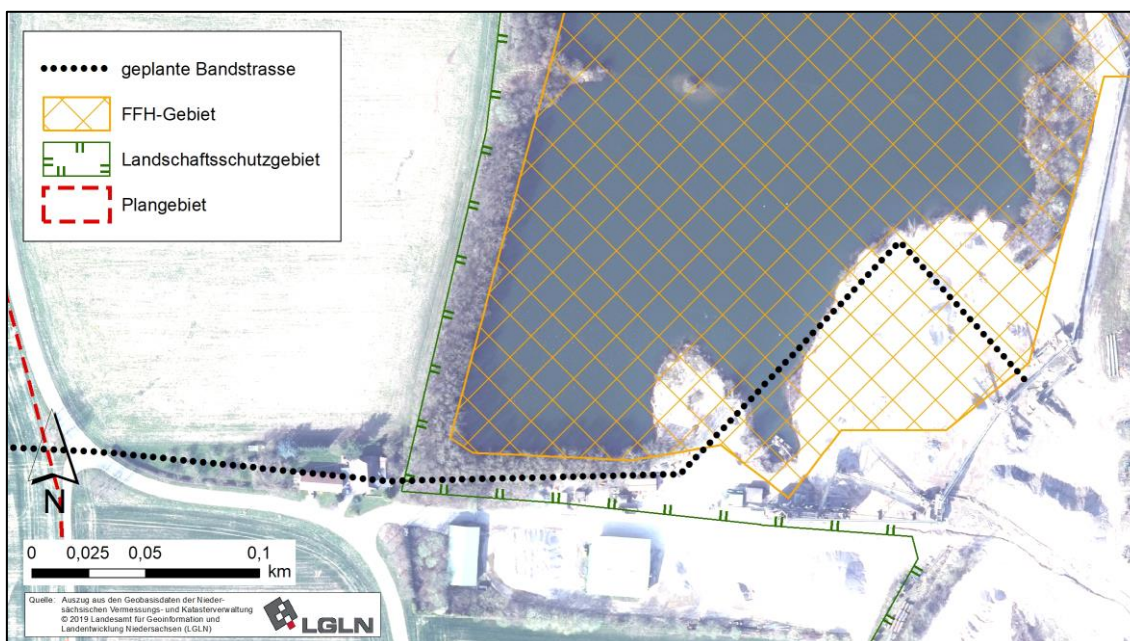 geplante Bandstrasse
FFH-Gebiet
Landschaftsschutzgebiet
Plangebiet
N
0 0,025 0,05 0,1
km
Quelle: Auszug aus den Geobasisdaten der Nieder-
sächsischen Vermessungs- und Katasterverwaltung
© 2019 Landesamt für Geoinformation und
Landentwicklung Niedersachsen (LGLN)
LGLN